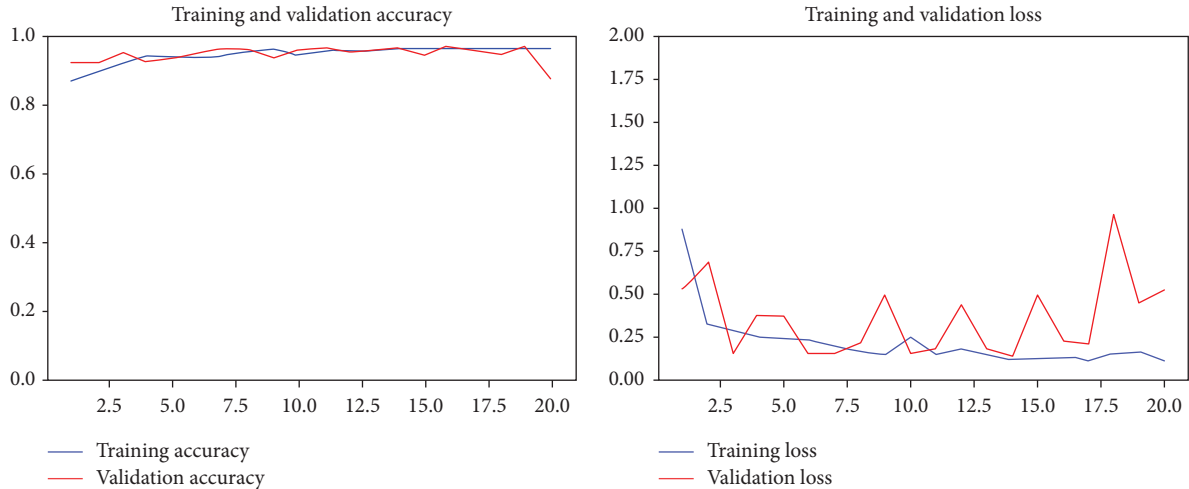 Training and validation accuracy
1.0
0.8
0.6
0.4
0.2
0.0
2.5 5.0 7.5 10.0 12.5 15.0 17.5 20.0
Training accuracy
Validation accuracy
Training and validation loss
2.00
1.75
1.50
1.25
1.00
0.75
0.50
0.25
0.00
2.5 5.0 7.5 10.0 12.5 15.0 17.5 20.0
Training loss
Validation loss